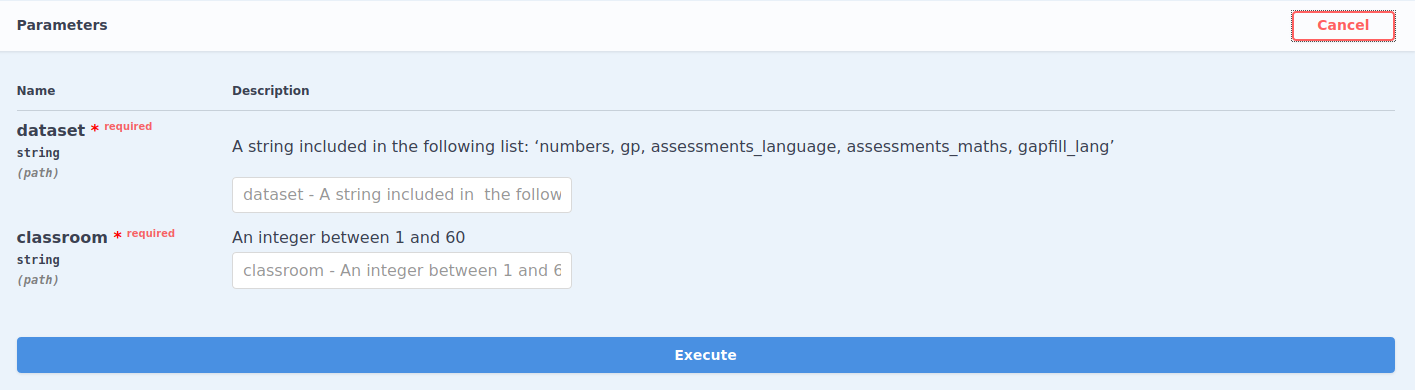 Parameters
Cancel
Name Description
dataset * required
string
(path)
A string included in the following list: ‘numbers, gp, assessments_language, assessments_maths, gapfill_lang’
dataset - A string included in  the follow
classroom * required
string
(path)
An integer between 1 and 60
classroom - An integer between 1 and 6
Execute